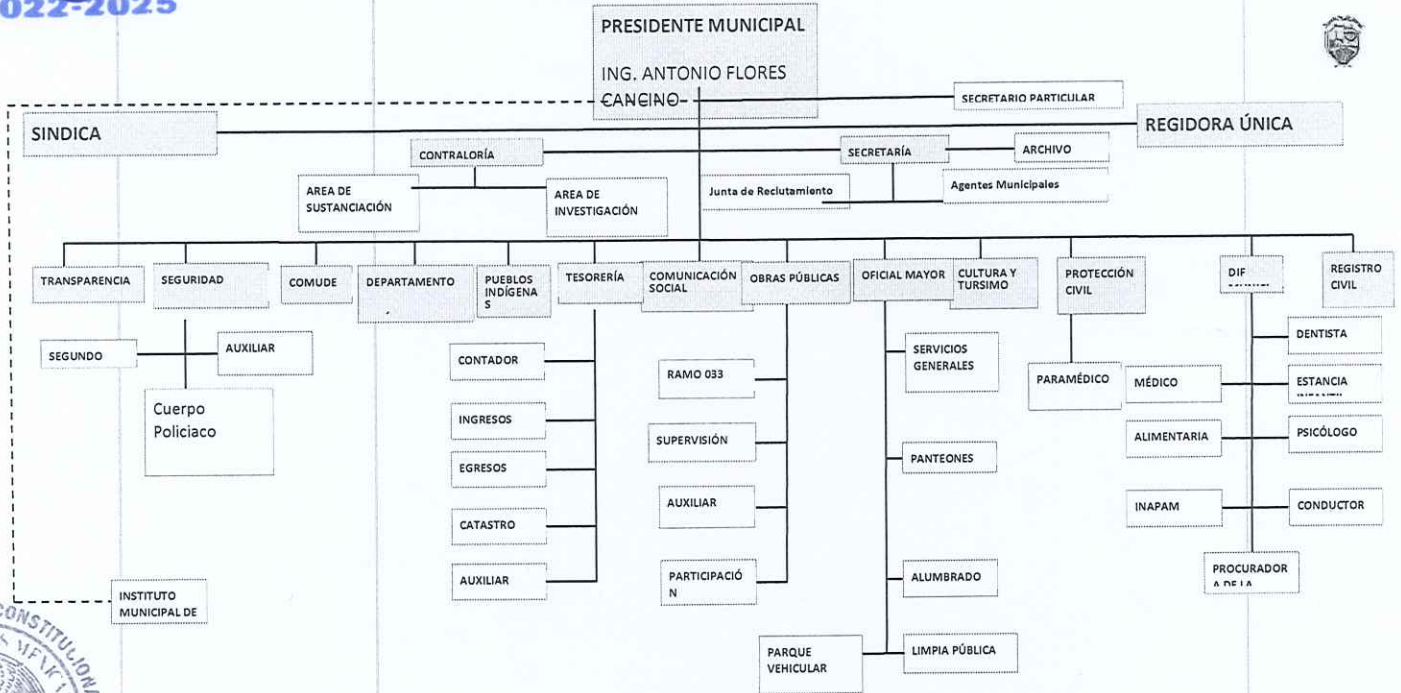 2022-2025
PRESIDENTE MUNICIPAL
ING. ANTONIO FLORES
CANCINO
SECRETARIO PARTICULAR
SINDICA
REGIDORA ÚNICA
CONTRALORÍA
SECRETARÍA
ARCHIVO
AREA DE
SUSTANCIACIÓN
AREA DE
INVESTIGACIÓN
Junta de Reclutamiento
Agentes Municipales
TRANSPARENCIA
SEGURIDAD
COMUDE
DEPARTAMENTO
PUEBLOS
INDÍGENA
S
TESORERÍA
COMUNICACIÓN
SOCIAL
OBRAS PÚBLICAS
OFICIAL MAYOR
CULTURA Y
TURSIMO
PROTECCIÓN
CIVIL
DIF
REGISTRO
CIVIL
SEGUNDO
AUXILIAR
Cuerpo
Policiaco
CONTADOR
INGRESOS
EGRESOS
CATASTRO
AUXILIAR
RAMO 033
SUPERVISIÓN
AUXILIAR
PARTICIPACIÓ
N
SERVICIOS
GENERALES
PANTEONES
ALUMBRADO
PARQUE
VEHICULAR
LIMPIA PÚBLICA
PARAMÉDICO
DENTISTA
MÉDICO
ESTANCIA
ALIMENTARIA
PSICÓLOGO
INAPAM
CONDUCTOR
PROCURADOR
A DE LA
INSTITUTO
MUNICIPAL DE
CONSTITUCIONAL